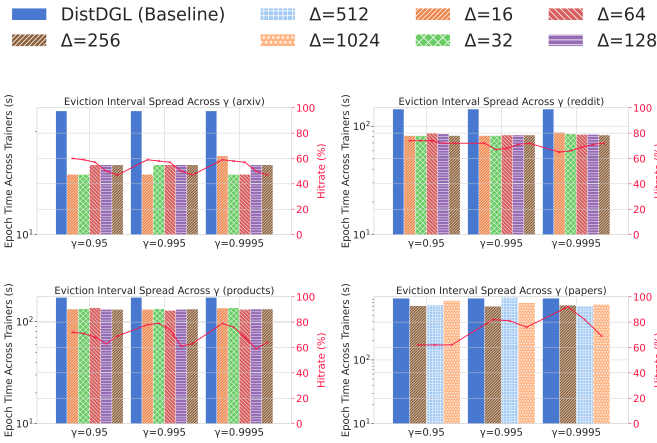 DistDGL (Baseline) Δ=512 Δ=16 Δ=64
Δ=256 Δ=1024 Δ=32 Δ=128
Eviction Interval Spread Across γ (arxiv)
Epoch Time Across Trainers (s)
10¹
100
80
60
40
20
0
Hitrate (%)
γ=0.95 γ=0.995 γ=0.9995
Eviction Interval Spread Across γ (reddit)
Epoch Time Across Trainers (s)
10²
10¹
100
80
60
40
20
0
γ=0.95 γ=0.995 γ=0.9995
Eviction Interval Spread Across γ (products)
Epoch Time Across Trainers (s)
10²
10¹
100
80
60
40
20
0
Hitrate (%)
γ=0.95 γ=0.995 γ=0.9995
Eviction Interval Spread Across γ (papers)
Epoch Time Across Trainers (s)
10²
10¹
100
80
60
40
20
0
γ=0.95 γ=0.995 γ=0.9995